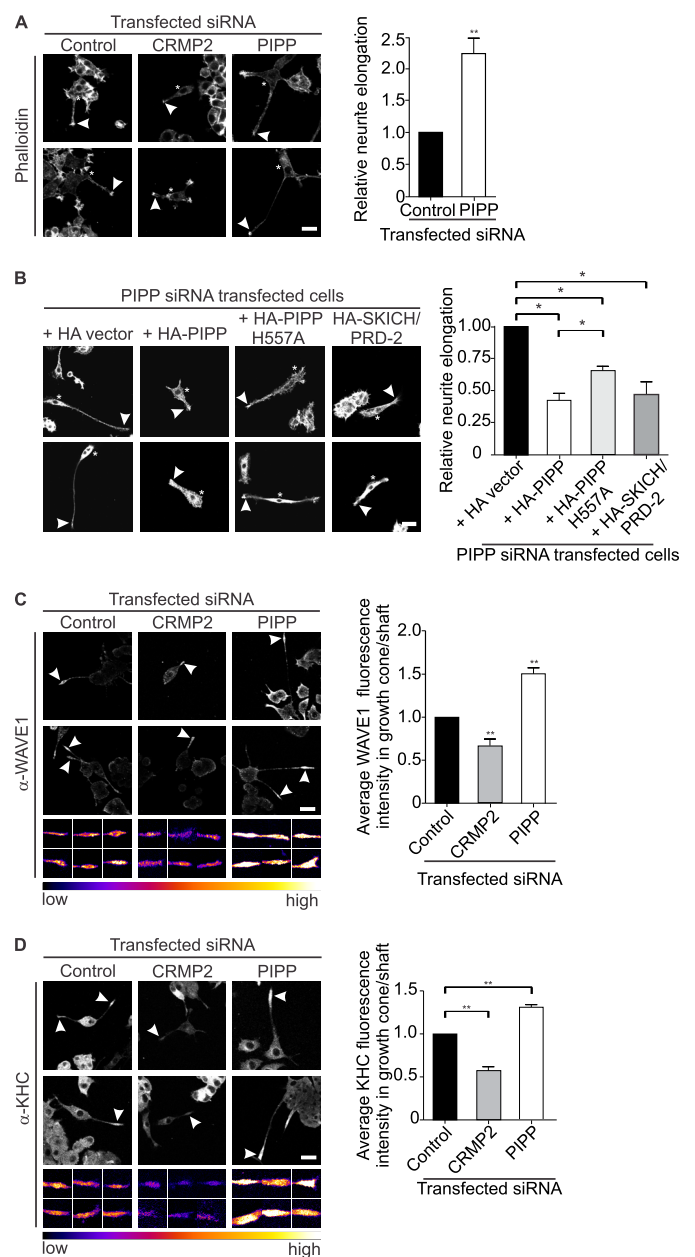 A
Transfected siRNA
Control CRMP2 PIPP
Phalloidin
* * *
* * *
Relative neurite elongation
2.5
2.0
1.0
0.5
0
**
Control PIPP
Transfected siRNA
B
PIPP siRNA transfected cells
+ HA vector + HA-PIPP + HA-PIPP H557A HA-SKICH/ PRD-2
* * * *
* * * *
Relative neurite elongation
1.00
0.75
0.50
0.25
0
*
*
* *
+ HA vector
+ HA-PIPP
+ HA-PIPP
H557A
+ HA-SKICH/
PRD-2
PIPP siRNA transfected cells
C
Transfected siRNA
Control CRMP2 PIPP
α-WAVE1
low high
Average WAVE1 fluorescence
intensity in growth cone/shaft
2.0
1.5
1.0
0.5
0
** **
Control CRMP2 PIPP
Transfected siRNA
D
Transfected siRNA
Control CRMP2 PIPP
α-KHC
low high
Average KHC fluorescence
intensity in growth cone/shaft
1.5
1.0
0.5
0
**
**
Control CRMP2 PIPP
Transfected siRNA